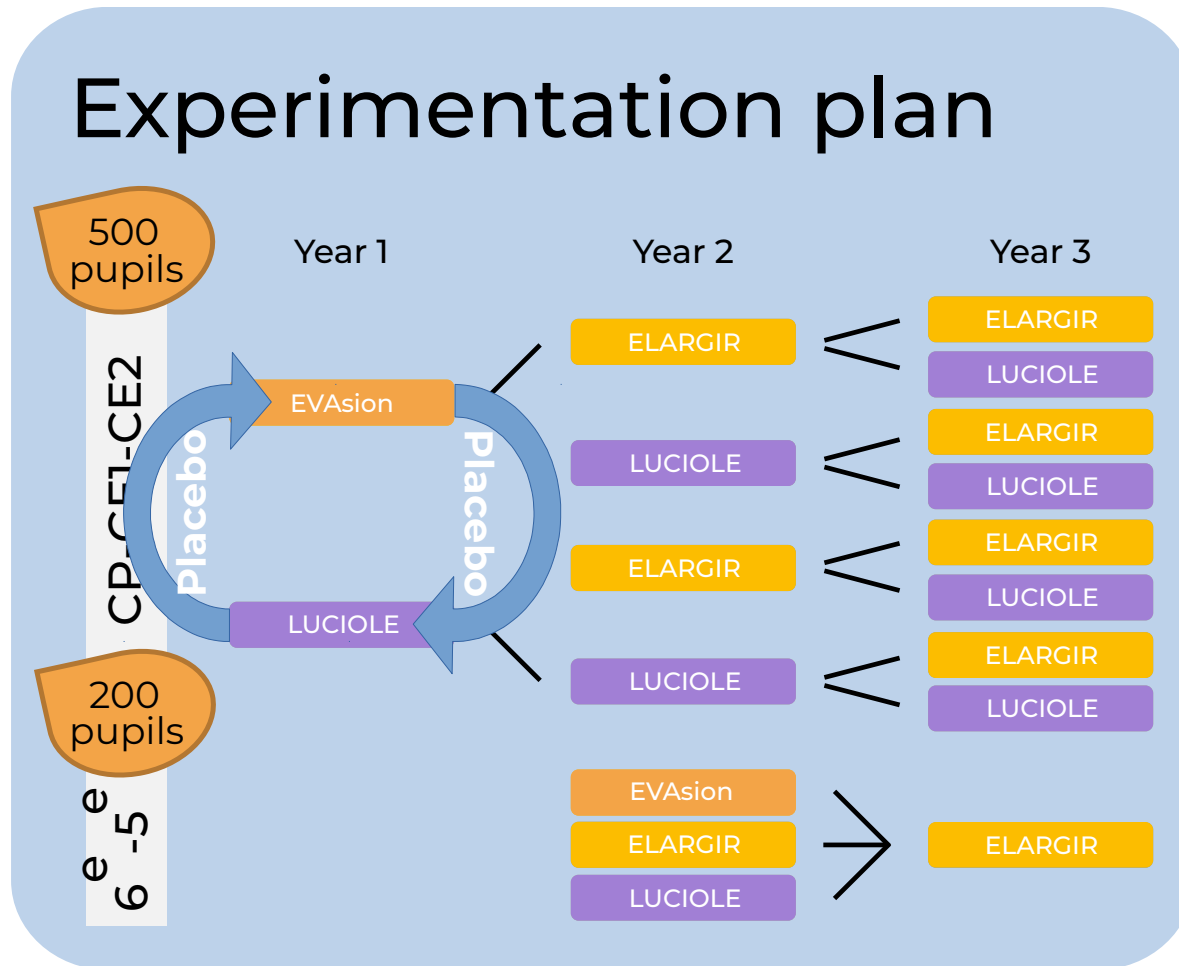 Experimentation plan
500
pupils
Year 1
Year 2
Year 3
CP-CE1-CE2
EVAsion
Placebo
Placebo
LUCIOLE
ELARGIR
LUCIOLE
ELARGIR
LUCIOLE
ELARGIR
LUCIOLE
ELARGIR
LUCIOLE
ELARGIR
LUCIOLE
ELARGIR
LUCIOLE
200
pupils
6e-5e
EVAsion
ELARGIR
LUCIOLE
ELARGIR